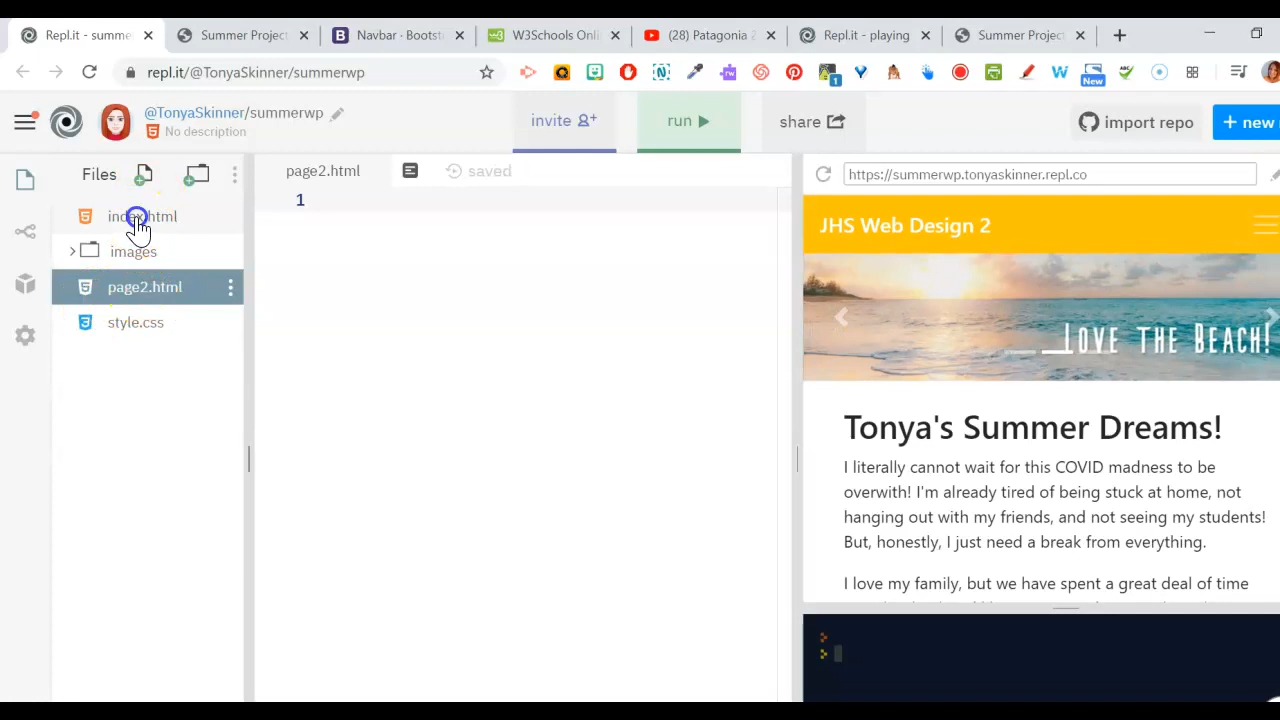 Repl.it - summe
Summer Project
Navbar · Bootst
W3Schools Onli
(28) Patagonia
Repl.it - playing
Summer Project
repl.it/@TonyaSkinner/summerwp
1
New
@TonyaSkinner/summerwp
No description
invite
run
share
import repo
+ new
Files
index.html
images
page2.html
style.css
page2.html
saved
1
https://summerwp.tonyaskinner.repl.co
JHS Web Design 2
LOVE THE BEACH!
Tonya's Summer Dreams!
I literally cannot wait for this COVID madness to be
overwith! I'm already tired of being stuck at home, not
hanging out with my friends, and not seeing my students!
But, honestly, I just need a break from everything.
I love my family, but we have spent a great deal of time